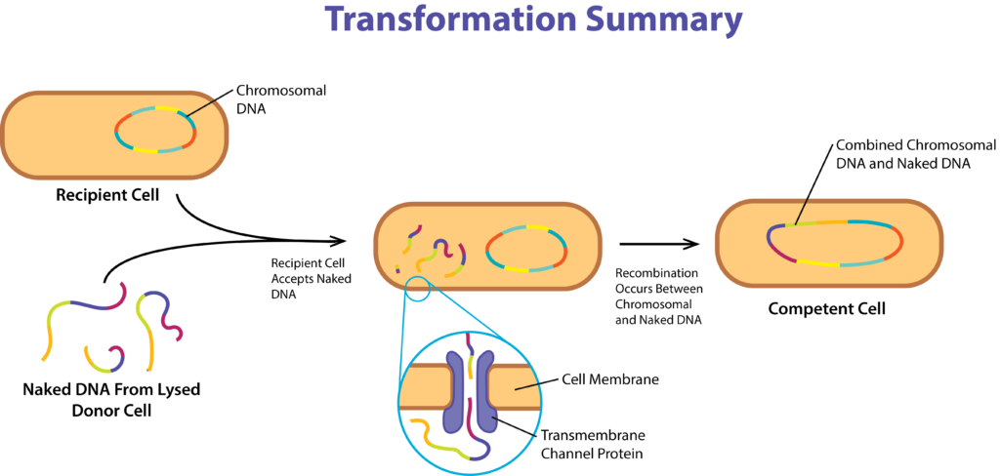 Transformation Summary
Chromosomal
DNA
Recipient Cell
Recipient Cell
Accepts Naked
DNA
Naked DNA From Lysed
Donor Cell
Cell Membrane
Transmembrane
Channel Protein
Recombination
Occurs Between
Chromosomal
and Naked DNA
Combined Chromosomal
DNA and Naked DNA
Competent Cell